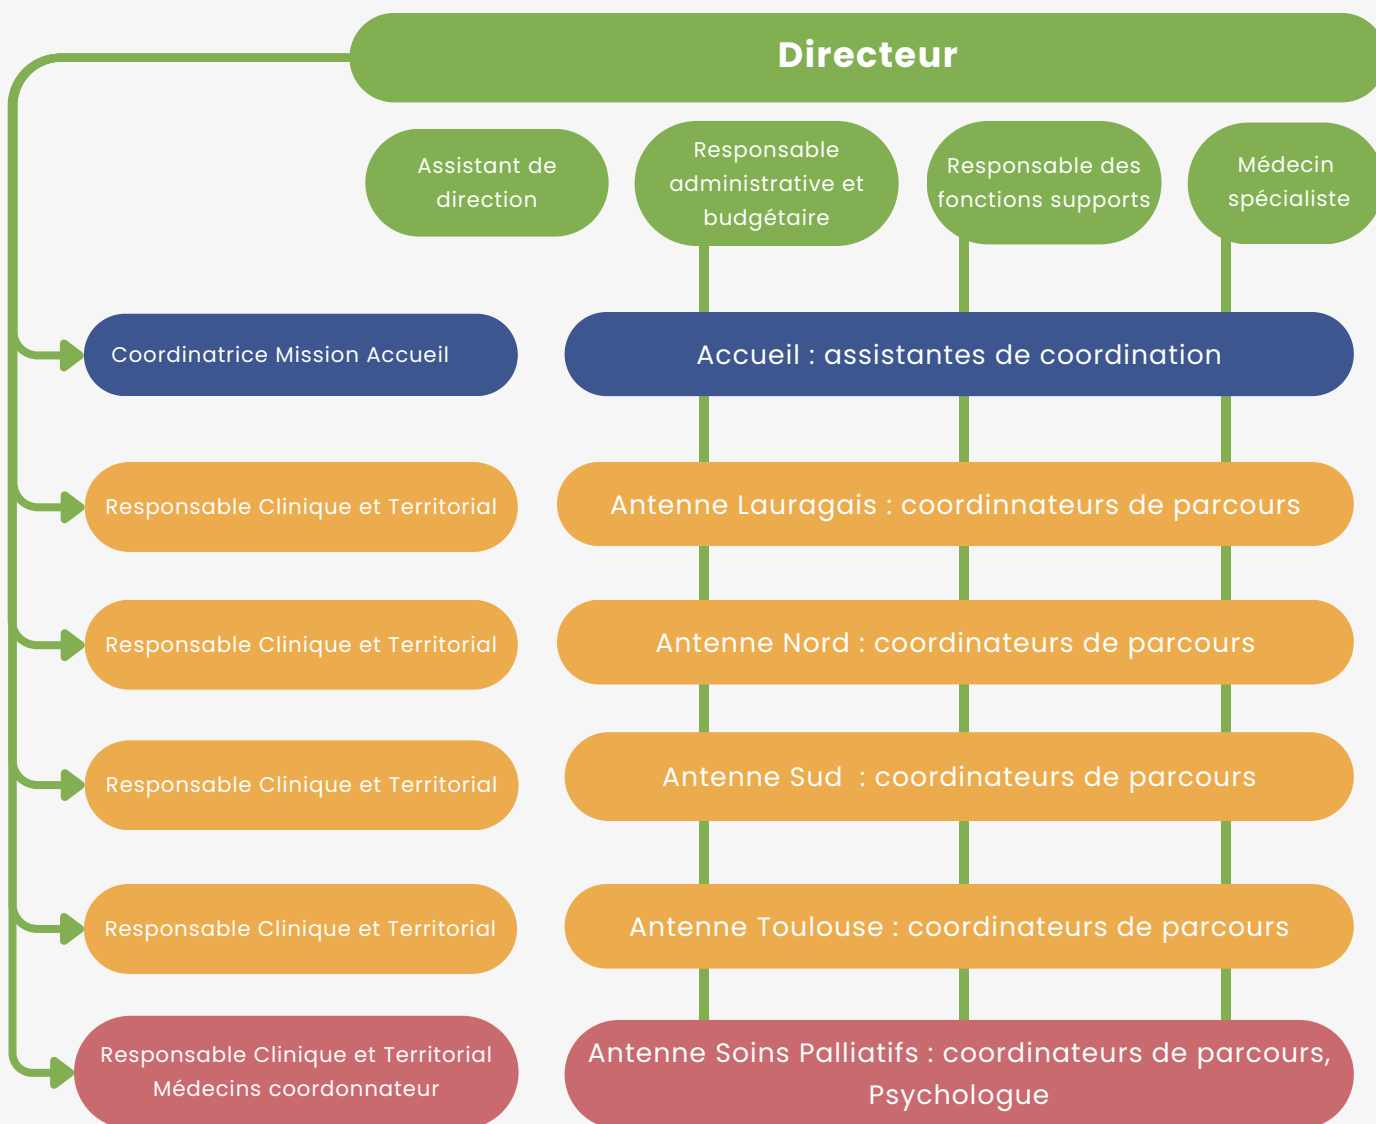 Directeur
Assistant de
direction
Responsable
administrative et
budgétaire
Responsable des
fonctions supports
Médecin
spécialiste
Coordinatrice Mission Accueil
Accueil : assistantes de coordination
Responsable Clinique et Territorial
Antenne Lauragais : coordinnateurs de parcours
Responsable Clinique et Territorial
Antenne Nord : coordinateurs de parcours
Responsable Clinique et Territorial
Antenne Sud : coordinateurs de parcours
Responsable Clinique et Territorial
Antenne Toulouse : coordinateurs de parcours
Responsable Clinique et Territorial
Médecins coordonnateur
Antenne Soins Palliatifs : coordinateurs de parcours,
Psychologue